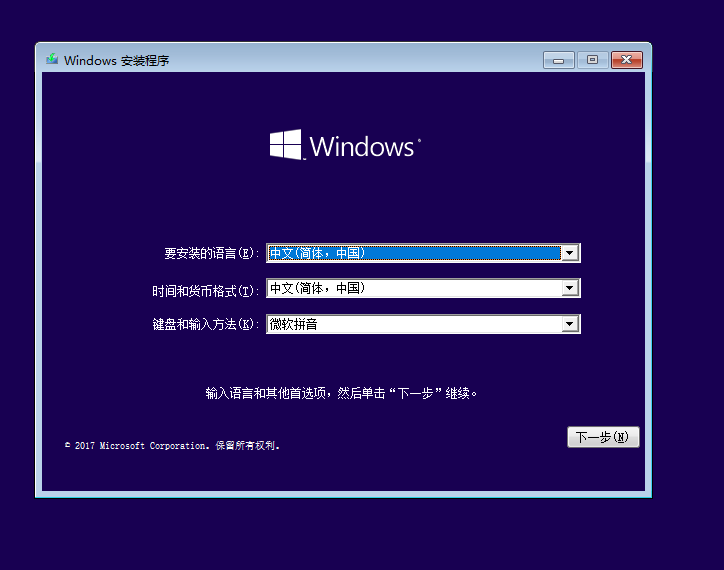 Windows 安装程序
Windows
要安装的语言(E): 中文(简体，中国)
时间和货币格式(T): 中文(简体，中国)
键盘和输入方法(K): 微软拼音
输入语言和其他首选项，然后单击“下一步”继续。
下一步(N)
© 2017 Microsoft Corporation。保留所有权利。